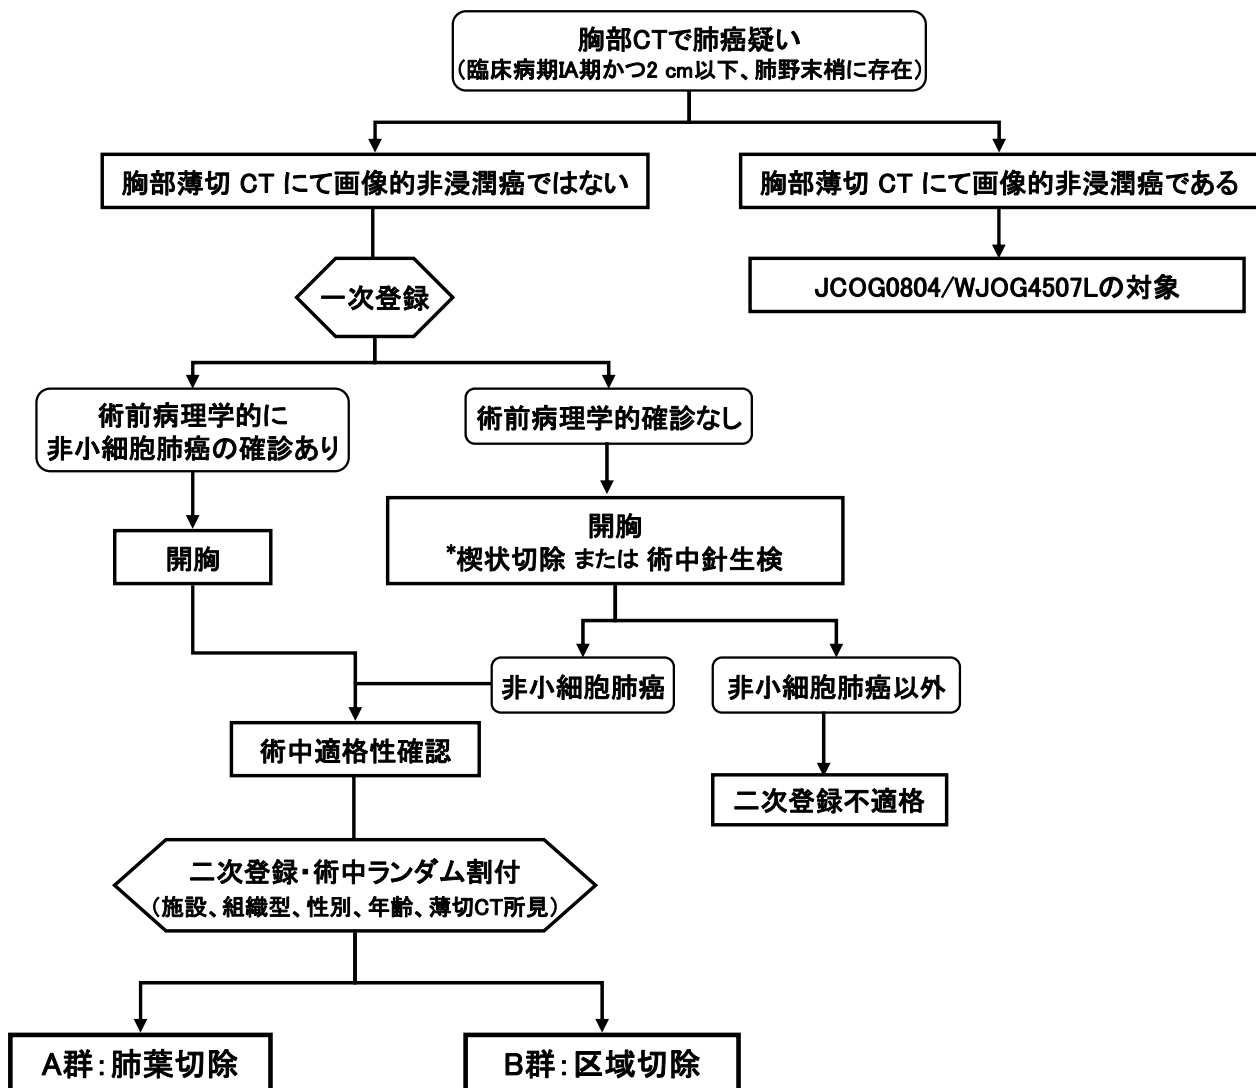 胸部CTで肺癌疑い
(臨床病期IA期かつ2 cm以下、肺野末梢に存在)
胸部薄切 CT にて画像的非浸潤癌ではない
胸部薄切 CT にて画像的非浸潤癌である
JCOG0804/WJOG4507Lの対象
一次登録
術前病理学的に
非小細胞肺癌の確診あり
術前病理学的確診なし
開胸
開胸
*楔状切除 または 術中針生検
非小細胞肺癌
非小細胞肺癌以外
術中適格性確認
二次登録不適格
二次登録・術中ランダム割付
(施設、組織型、性別、年齢、薄切CT所見)
A群:肺葉切除
B群:区域切除